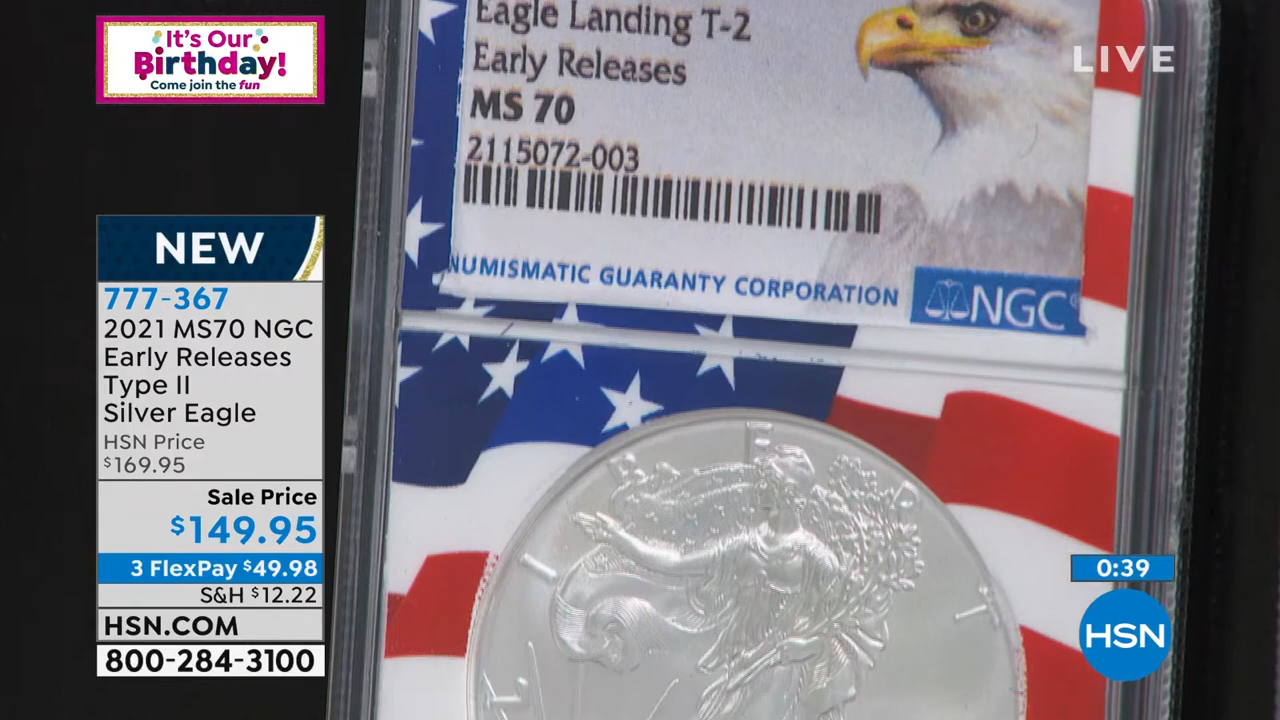 It's Our
Birthday!
Come join the fun
LIVE
Eagle Landing T-2
Early Releases
MS 70
2115072-003
NUMISMATIC GUARANTY CORPORATION
NGC
NEW
777-367
2021 MS70 NGC
Early Releases
Type II
Silver Eagle
HSN Price
$169.95
Sale Price
$149.95
3 FlexPay $49.98
S&H $12.22
HSN.COM
800-284-3100
L I B E R T
0:39
HSN